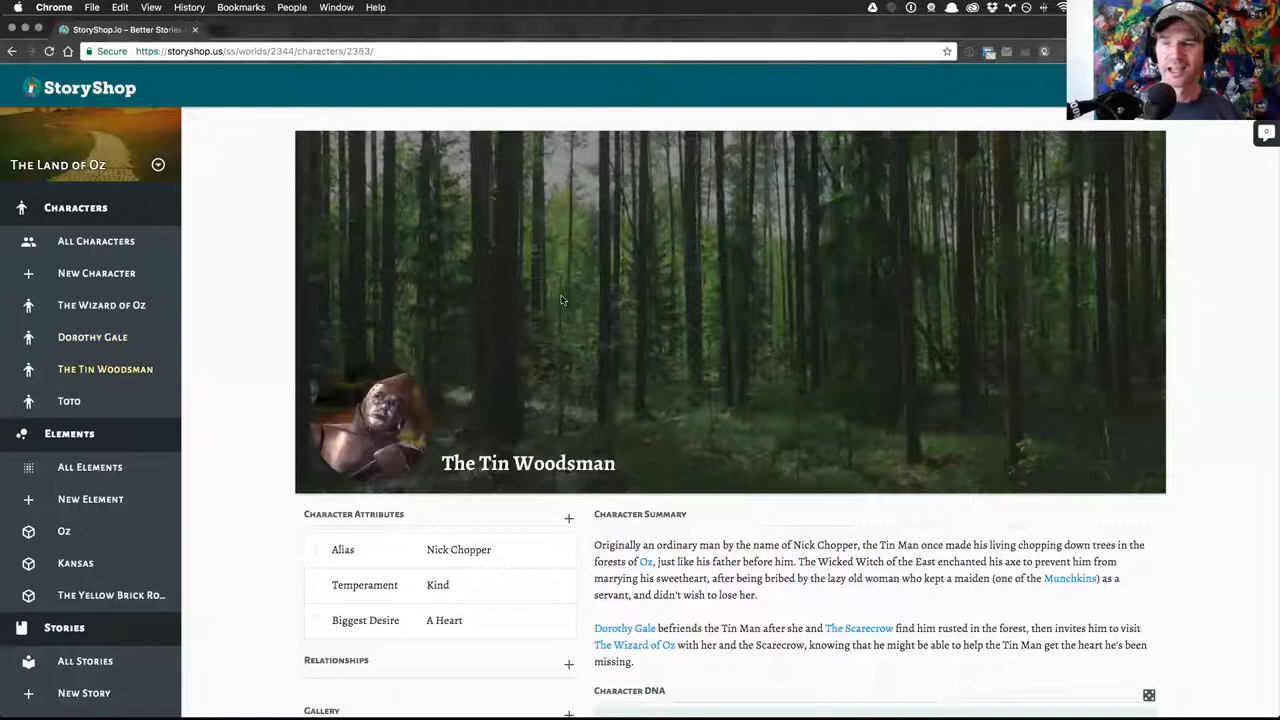 Chrome File Edit View History Bookmarks People Window Help
StoryShop.io – Better Stories
Secure https://storyshop.us/ss/worlds/2344/characters/2363/
StoryShop
The Land of Oz
0
Characters
All Characters
New Character
The Wizard of Oz
Dorothy Gale
The Tin Woodsman
Toto
Elements
All Elements
New Element
Oz
Kansas
The Yellow Brick Ro...
Stories
All Stories
New Story
The Tin Woodsman
Character Attributes
Alias Nick Chopper
Temperament Kind
Biggest Desire A Heart
Relationships
Gallery
Character Summary
Originally an ordinary man by the name of Nick Chopper, the Tin Man once made his living chopping down trees in the
forests of Oz, just like his father before him. The Wicked Witch of the East enchanted his axe to prevent him from
marrying his sweetheart, after being bribed by the lazy old woman who kept a maiden (one of the Munchkins) as a
servant, and didn't wish to lose her.
Dorothy Gale befriends the Tin Man after she and The Scarecrow find him rusted in the forest, then invites him to visit
The Wizard of Oz with her and the Scarecrow, knowing that he might be able to help the Tin Man get the heart he's been
missing.
Character DNA